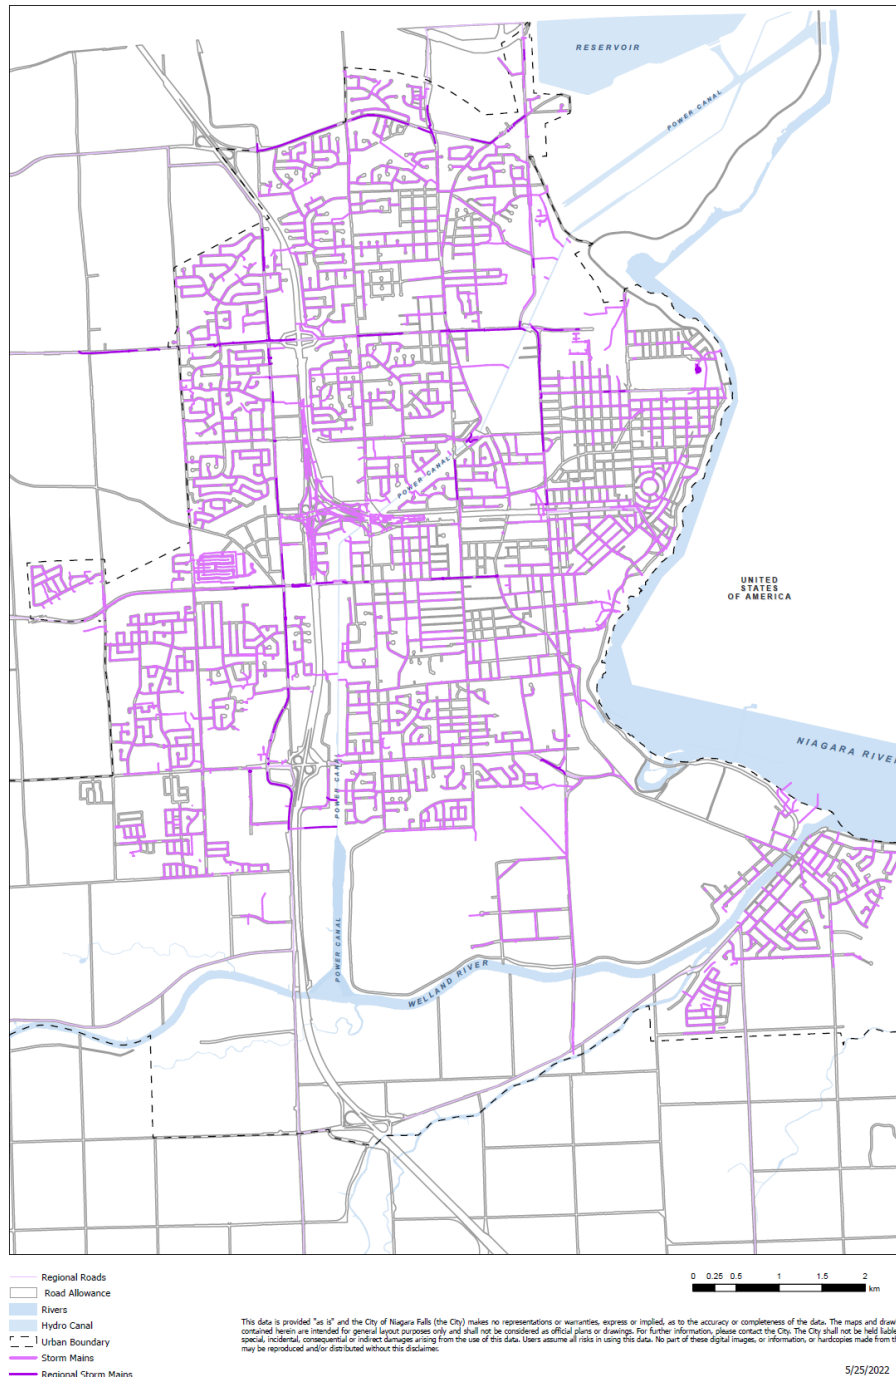 RESERVOIR
POWER CANAL
POWER CANAL
UNITED
STATES
OF AMERICA
NIAGARA RIVER
POWER CANAL
POWER CANAL
WELLAND RIVER
Regional Roads
Road Allowance
Rivers
Hydro Canal
Urban Boundary
Storm Mains
Regional Storm Mains
0 0.25 0.5 1 1.5 2
km
This data is provided "as is" and the City of Niagara Falls (the City) makes no representations or warranties, express or implied, as to the accuracy or completeness of the data. The maps and draw
contained herein are intended for general layout purposes only and shall not be considered as official plans or drawings. For further information, please contact the City. The City shall not be held liable
special, incidental, consequential or indirect damages arising from the use of this data. Users assume all risks in using this data. No part of these digital images, or information, or hardcopies made from th
may be reproduced and/or distributed without this disclaimer.
5/25/2022